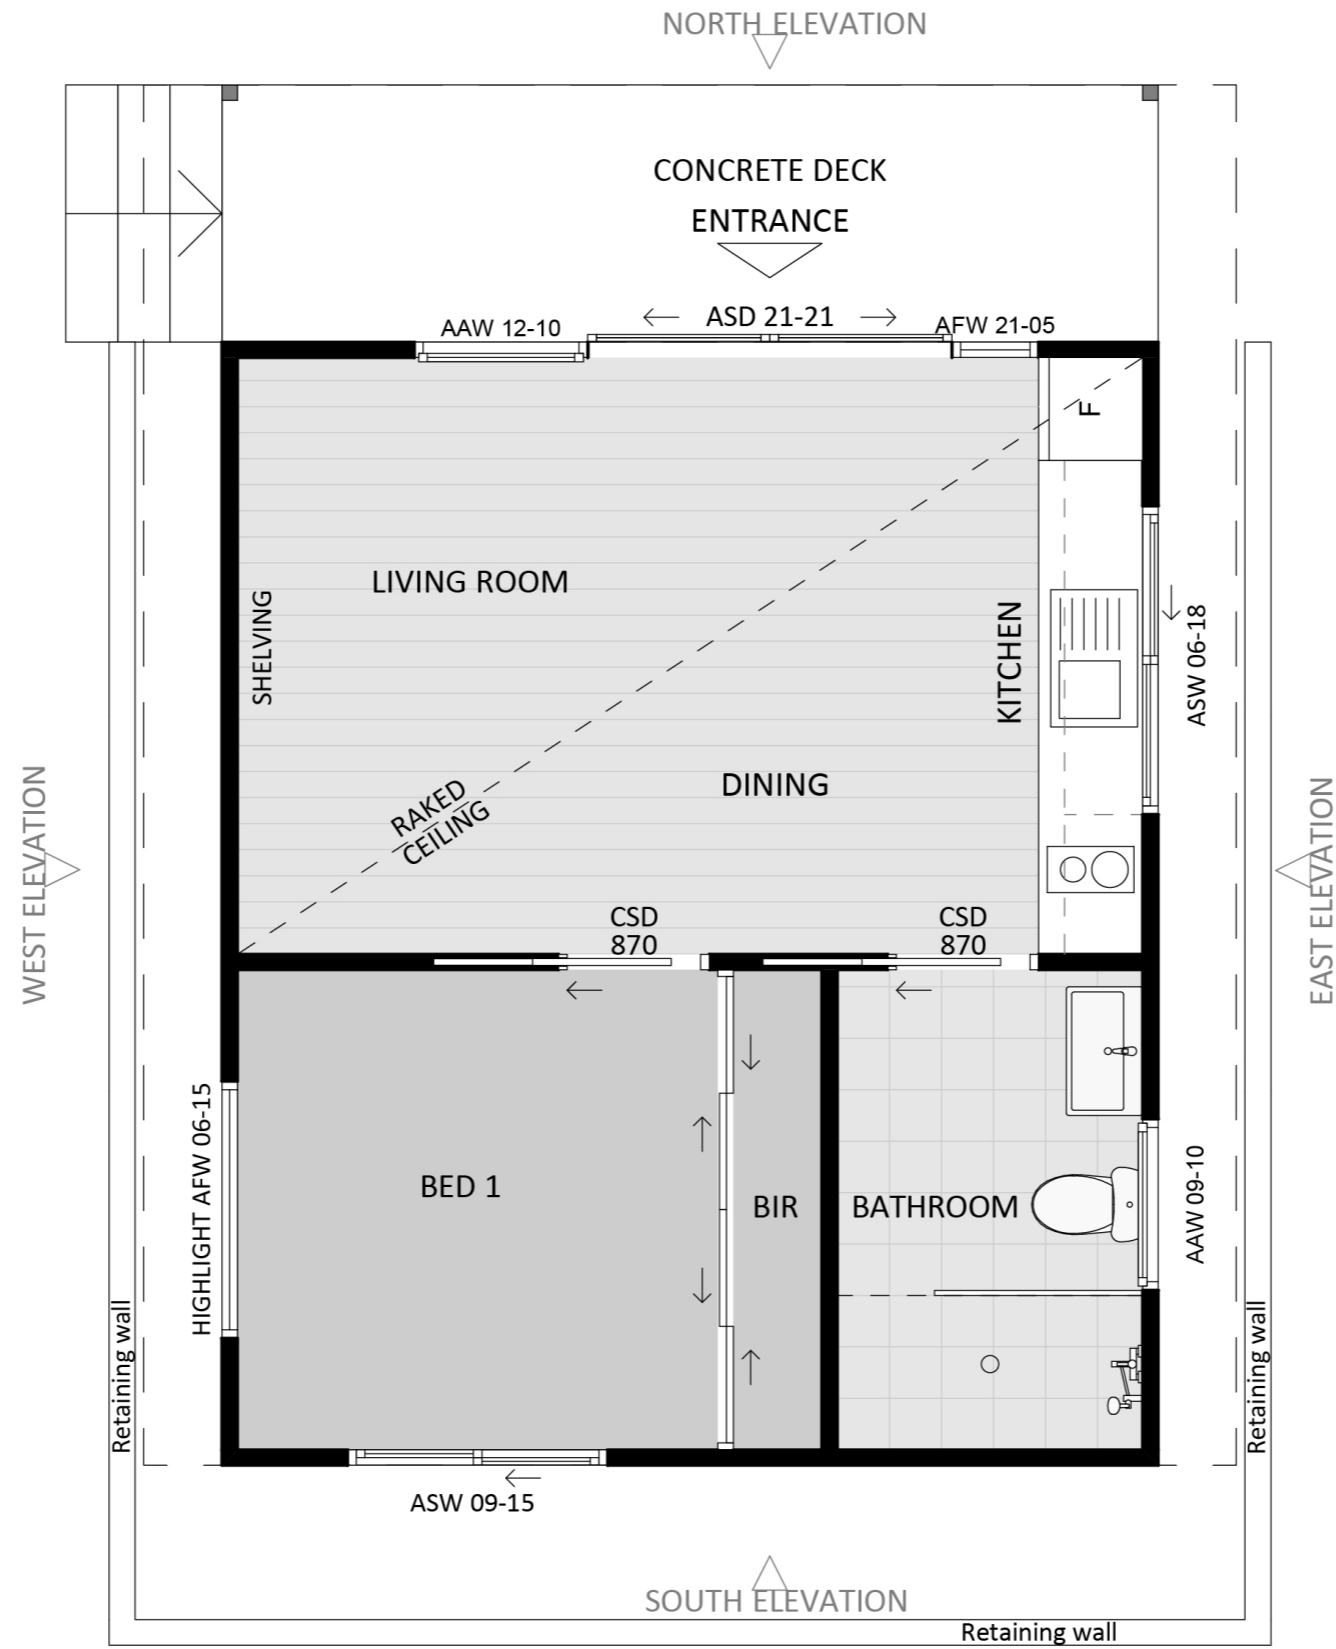 NORTH ELEVATION
CONCRETE DECK
ENTRANCE
AAW 12-10
ASD 21-21
AFW 21-05
F
LIVING ROOM
SHELVING
KITCHEN
ASW 06-18
DINING
RAKED
CEILING
WEST ELEVATION
EAST ELEVATION
CSD
870
CSD
870
HIGHLIGHT AFW 06-15
BED 1
BIR
BATHROOM
AAW 09-10
Retaining wall
Retaining wall
ASW 09-15
SOUTH ELEVATION
Retaining wall